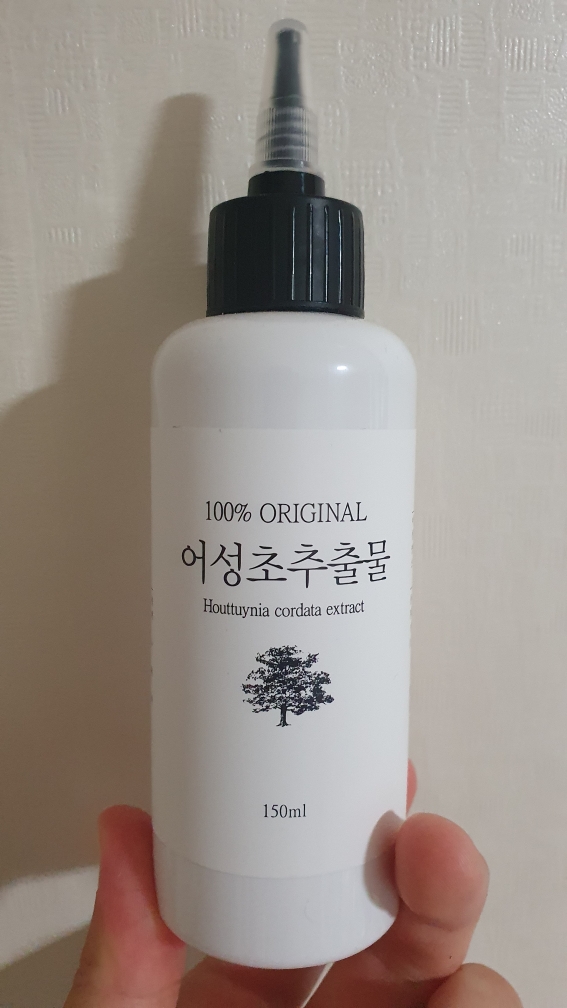 100% ORIGINAL
어성초추출물
Houttuynia cordata extract
150ml